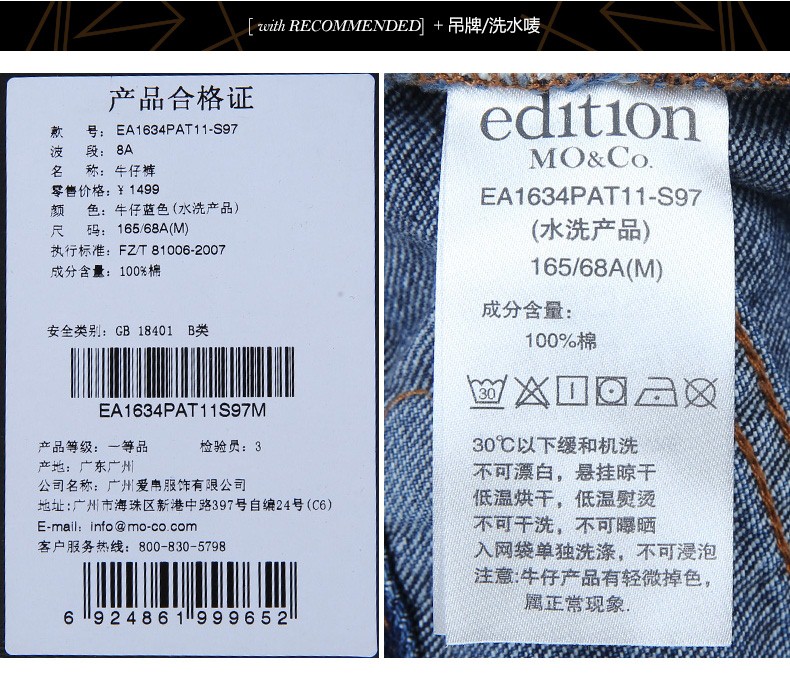 [ with RECOMMENDED] + 吊牌/洗水唛
产品合格证
款 号: EA1634PAT11-S97
波 段: 8A
名 称: 牛仔裤
零售价格: ¥ 1499
颜 色: 牛仔蓝色(水洗产品)
尺 码: 165/68A(M)
执行标准: FZ/T 81006-2007
成分含量: 100%棉
安全类别: GB 18401 B类
EA1634PAT11S97M
产品等级: 一等品 检验员: 3
产地: 广东广州
公司名称: 广州爱帛服饰有限公司
地址:广州市海珠区新港中路397号自编24号(C6)
E-mail: info@mo-co.com
客户服务热线: 800-830-5798
6 924861 999652
edition
MO&Co.
EA1634PAT11-S97
(水洗产品)
165/68A(M)
成分含量:
100%棉
30
30℃以下缓和机洗
不可漂白，悬挂晾干
低温烘干，低温熨烫
不可干洗，不可曝晒
入网袋单独洗涤，不可浸泡
注意:牛仔产品有轻微掉色，
属正常现象.